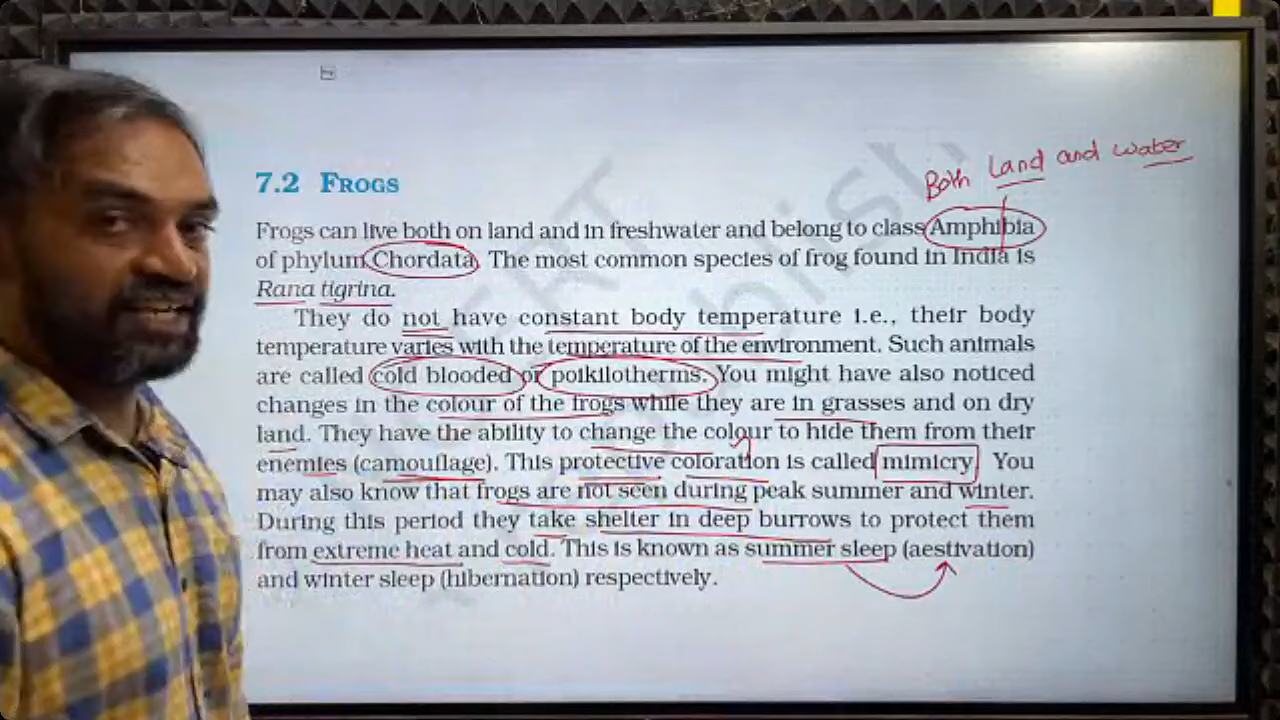 Both Land and water
7.2 FROGS
Frogs can live both on land and in freshwater and belong to class Amphibia
of phylum Chordata. The most common species of frog found in India is
Rana tigrina.
They do not have constant body temperature i.e., their body
temperature varies with the temperature of the environment. Such animals
are called cold blooded or poikilotherms. You might have also noticed
changes in the colour of the frogs while they are in grasses and on dry
land. They have the ability to change the colour to hide them from their
enemies (camouflage). This protective coloration is called mimicry. You
may also know that frogs are not seen during peak summer and winter.
During this period they take shelter in deep burrows to protect them
from extreme heat and cold. This is known as summer sleep (aestivation)
and winter sleep (hibernation) respectively.